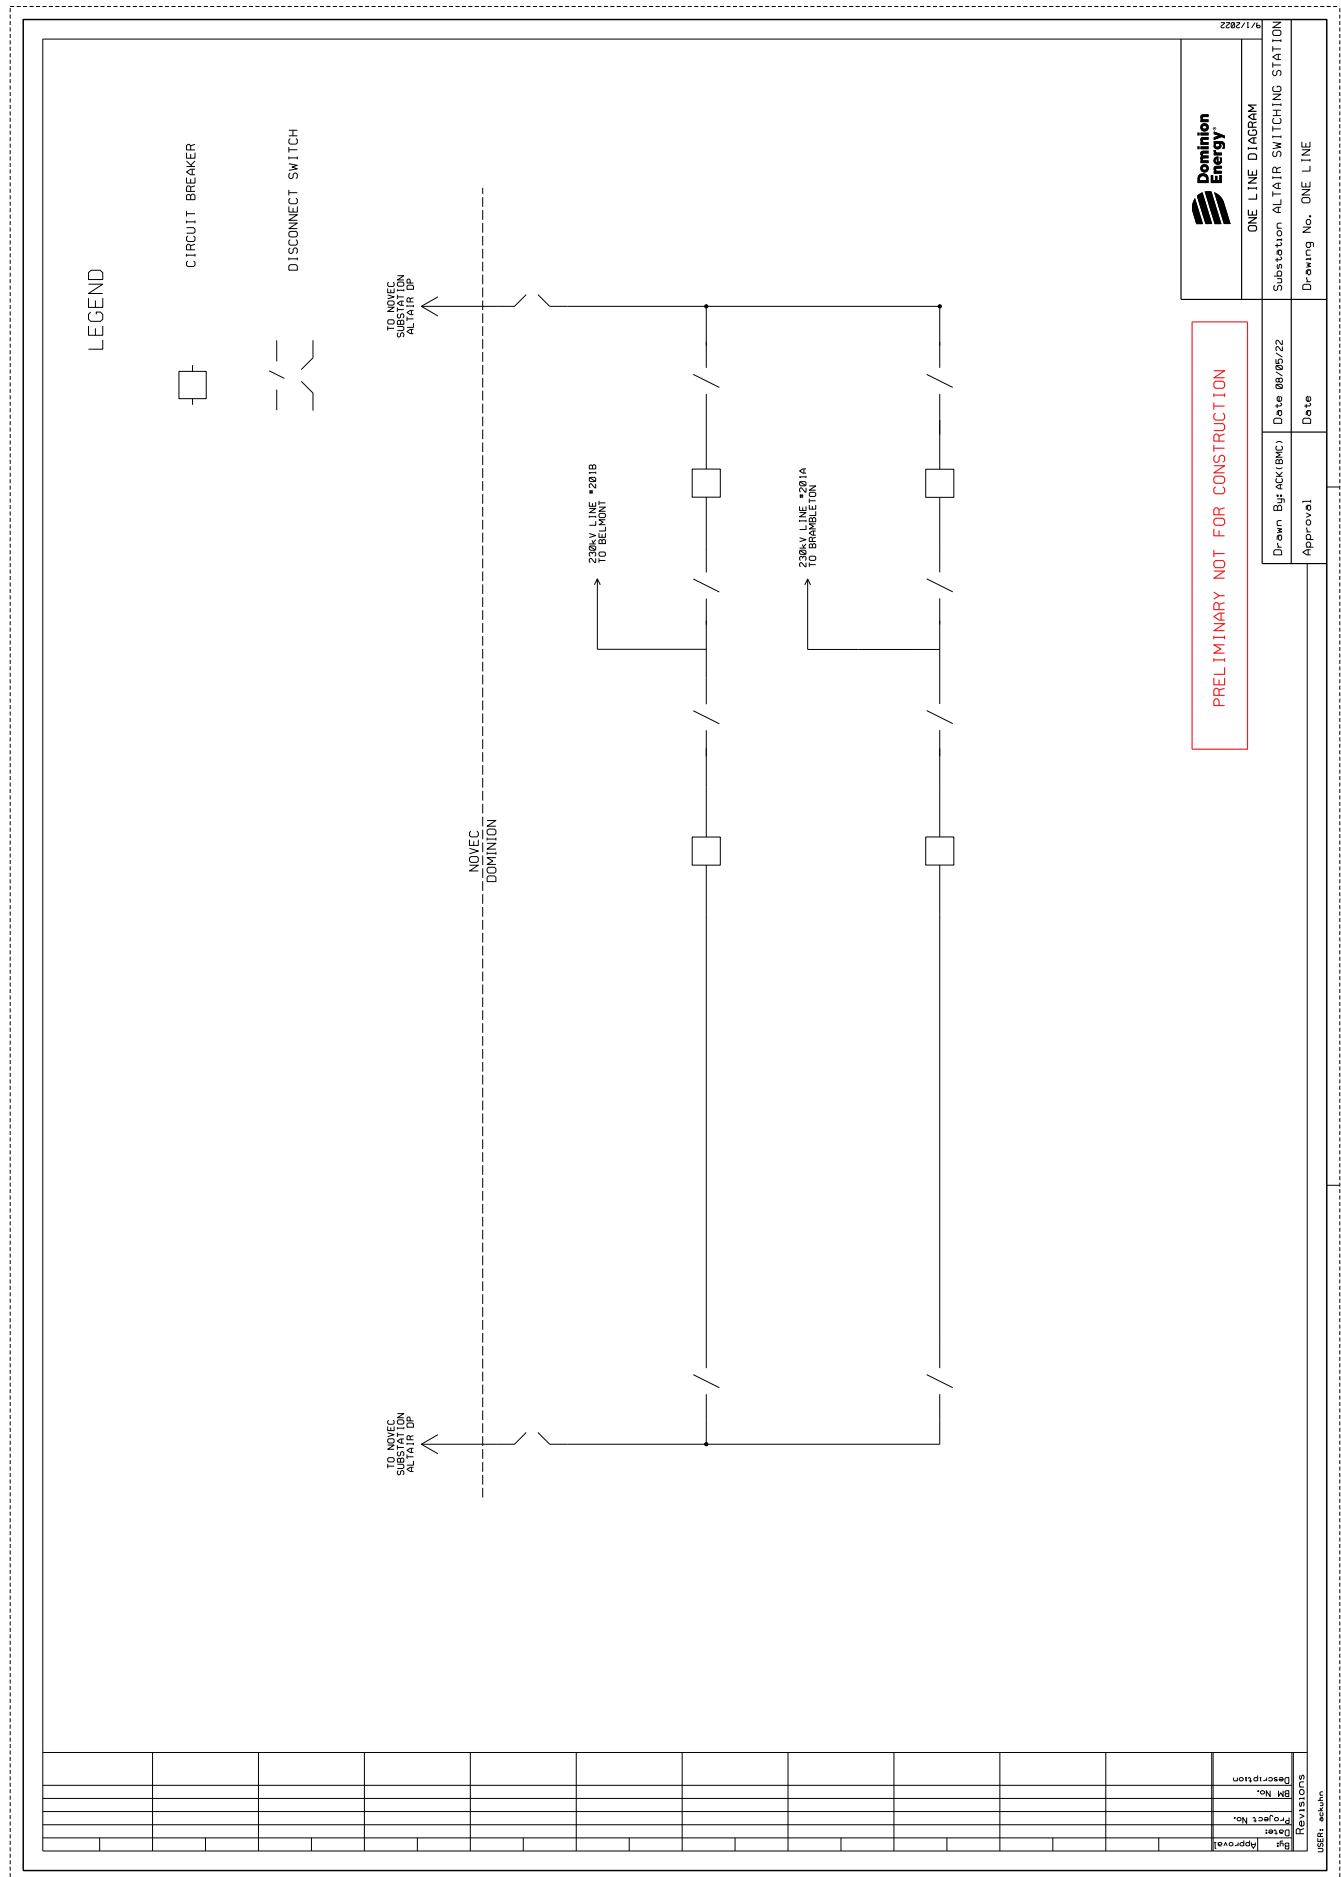 LEGEND
CIRCUIT BREAKER
DISCONNECT SWITCH
TO NOVEC
SUBSTATION
ALTAIR DP
TO NOVEC
SUBSTATION
ALTAIR DP
NOVEC
DOMINION
230kV LINE #201B
TO BELMONT
230kV LINE #201A
TO BRAMBLETON
PRELIMINARY NOT FOR CONSTRUCTION
Dominion
Energy®
ONE LINE DIAGRAM
Substation ALTAIR SWITCHING STATION
Drawing No. ONE LINE
Drawn By: ACK(BMC)
Date 08/05/22
Approval
Date
9/1/2022
Revisions
By:
Approval
Date:
Project No.
BM No.
Description
USER: ackuhn